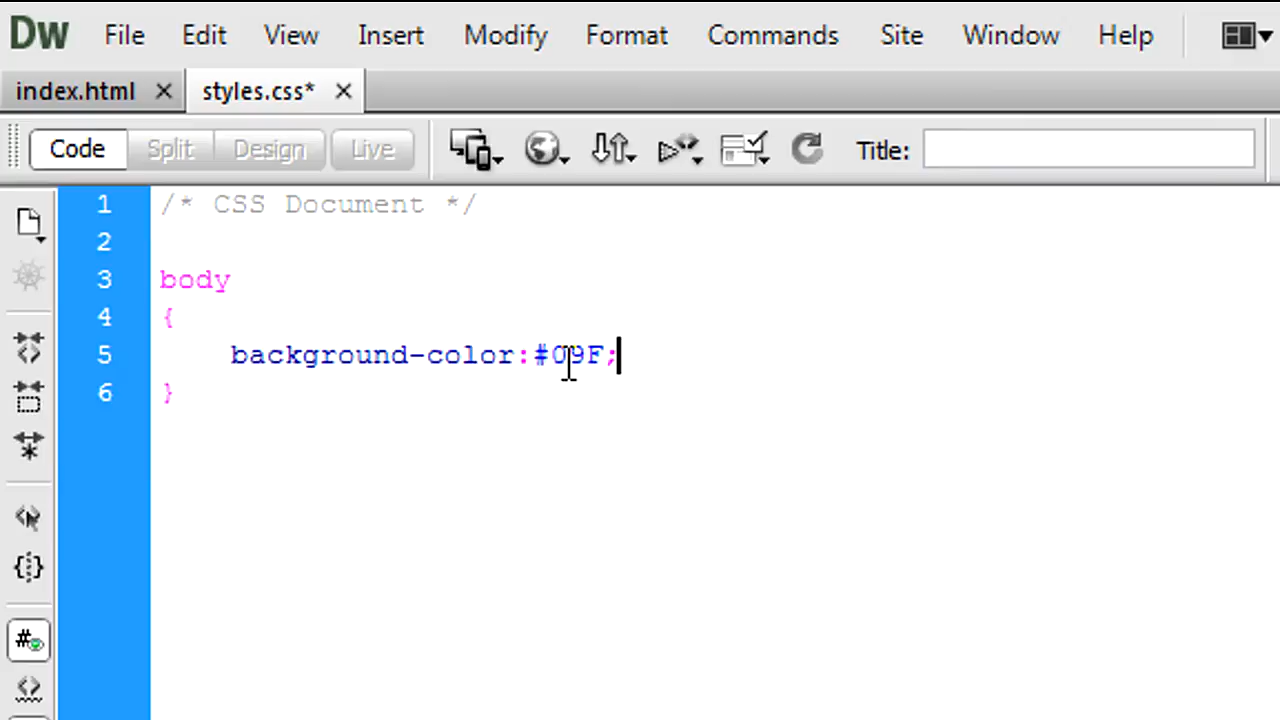 Dw File Edit View Insert Modify Format Commands Site Window Help
index.html styles.css*
Code Split Design Live Title:
1 /* CSS Document */
2
3 body
4 {
5 background-color:#09F;
6 }